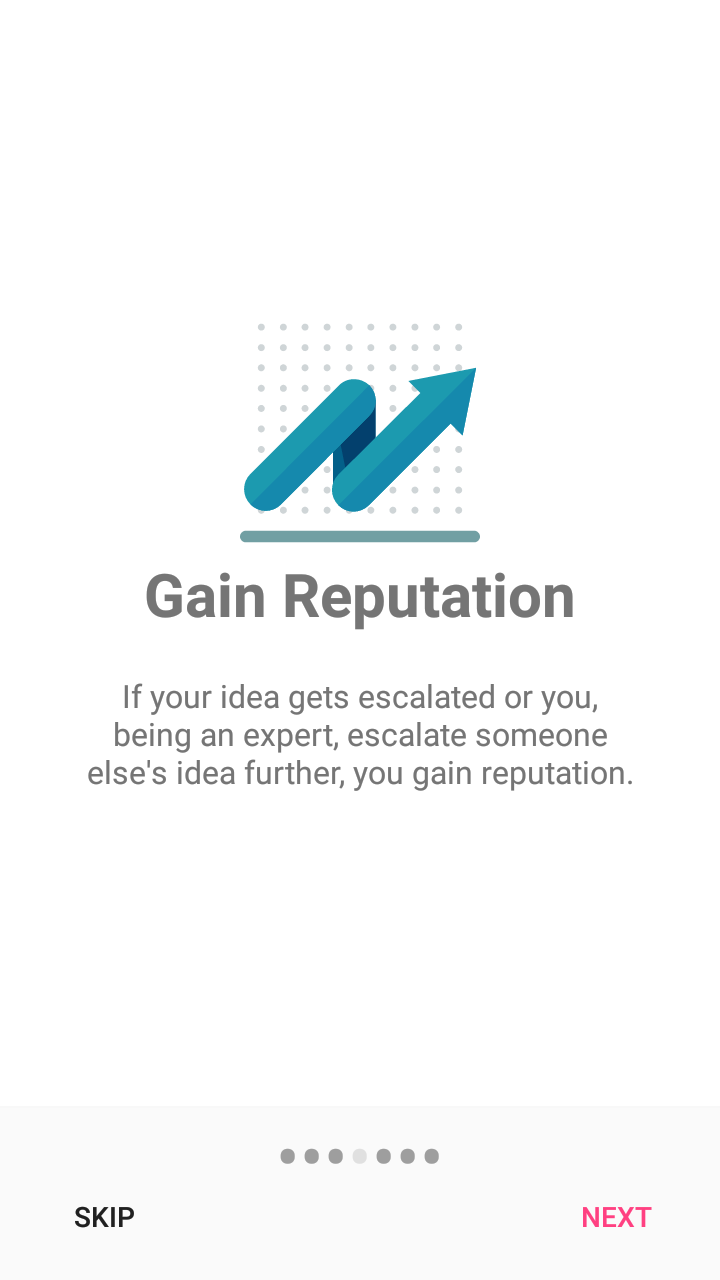 Gain Reputation
If your idea gets escalated or you,
being an expert, escalate someone
else's idea further, you gain reputation.
SKIP
NEXT